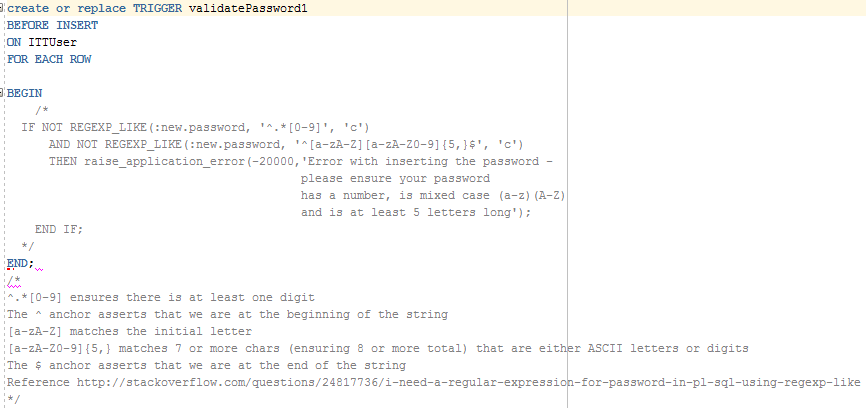 create or replace TRIGGER validatePassword1
BEFORE INSERT
ON ITTUser
FOR EACH ROW
BEGIN
/*
IF NOT REGEXP_LIKE(:new.password, '^.*[0-9]', 'c')
AND NOT REGEXP_LIKE(:new.password, '^[a-zA-Z][a-zA-Z0-9]{5,}$', 'c')
THEN raise_application_error(-20000,'Error with inserting the password -
please ensure your password
has a number, is mixed case (a-z)(A-Z)
and is at least 5 letters long');
END IF;
*/
END;
/*
^.*[0-9] ensures there is at least one digit
The ^ anchor asserts that we are at the beginning of the string
[a-zA-Z] matches the initial letter
[a-zA-Z0-9]{5,} matches 7 or more chars (ensuring 8 or more total) that are either ASCII letters or digits
The $ anchor asserts that we are at the end of the string
Reference http://stackoverflow.com/questions/24817736/i-need-a-regular-expression-for-password-in-pl-sql-using-regexp-like
*/